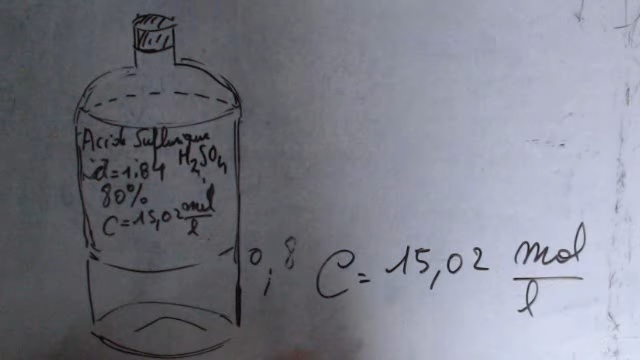 Acide Sulfurique
d=1,84 H2SO4
80%
C=15,02 mol/l
0,8
C= 15,02 mol/l